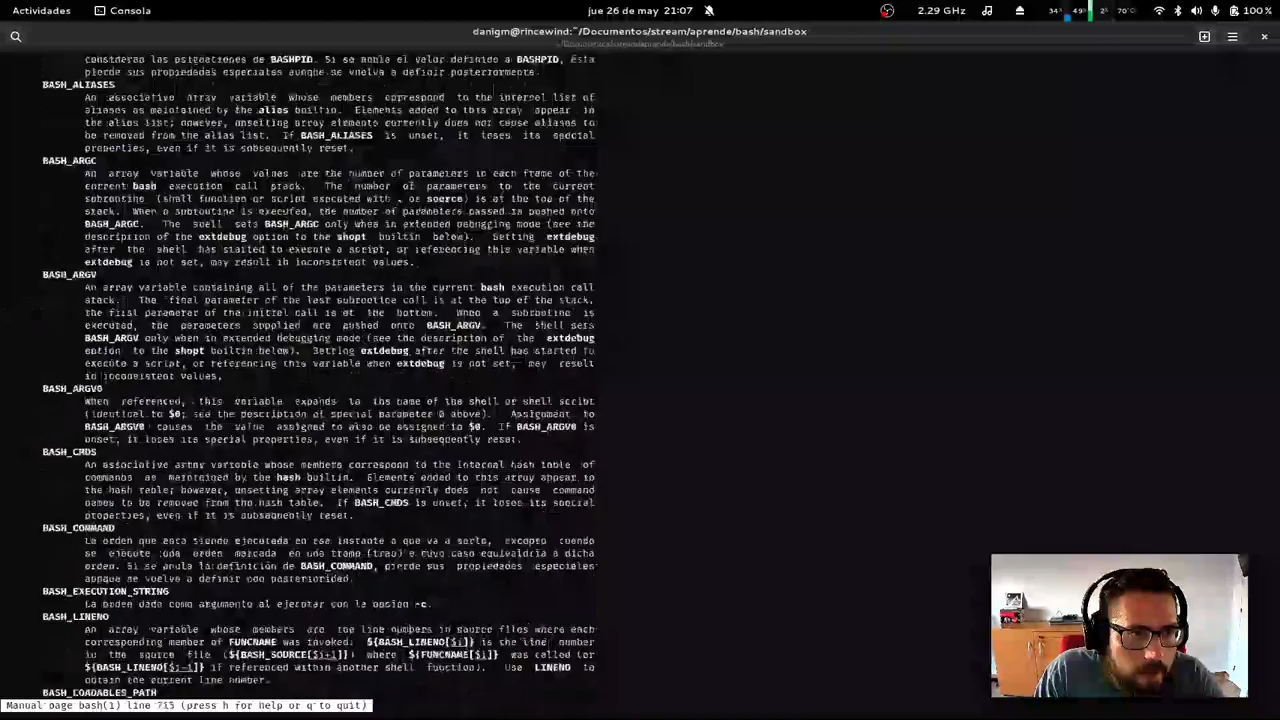 Actividades
Consola
jue 26 de may 21:07
2.29 GHz
100 %
danigm@rincewind:~/Documentos/stream/aprende/bash/sandbox
~/Documentos/stream/aprende/bash/sandbox
de BASHPID. Si se anula el valor definido a BASHPID, ésta
pierde sus propiedades especiales aunque se vuelva a definir posteriormente.
BASH_ALIASES
An associative array variable whose members correspond to the internal list of
aliases as maintained by the alias builtin. Elements added to this array appear in
the alias list; however, unsetting array elements currently does not cause aliases to
be removed from the alias list. If BASH_ALIASES is unset, it loses its special
properties, even if it is subsequently reset.
BASH_ARGC
An array variable whose values are the number of parameters in each frame of the
current bash execution call stack. The number of parameters to the current
subroutine (shell function or script executed with . or source) is at the top of the
stack. When a subroutine is executed, the number of parameters passed is pushed onto
BASH_ARGC. The shell sets BASH_ARGC only when in extended debugging mode (see the
description of the extdebug option to the shopt builtin below). Setting extdebug
after the shell has started to execute a script, or referencing this variable when
extdebug is not set, may result in inconsistent values.
BASH_ARGV
An array variable containing all of the parameters in the current bash execution call
stack. The final parameter of the last subroutine call is at the top of the stack;
the first parameter of the initial call is at the bottom. When a subroutine is
executed, the parameters supplied are pushed onto BASH_ARGV. The shell sets
BASH_ARGV only when in extended debugging mode (see the description of the extdebug
option to the shopt builtin below). Setting extdebug after the shell has started to
execute a script, or referencing this variable when extdebug is not set, may result
in inconsistent values.
BASH_ARGV0
When referenced, this variable expands to the name of the shell or shell script
(identical to $0; see the description of special parameter 0 above). Assignment to
BASH_ARGV0 causes the value assigned to also be assigned to $0. If BASH_ARGV0 is
unset, it loses its special properties, even if it is subsequently reset.
BASH_CMDS
An associative array variable whose members correspond to the internal hash table of
commands as maintained by the hash builtin. Elements added to this array appear in
the hash table; however, unsetting array elements currently does not cause command
names to be removed from the hash table. If BASH_CMDS is unset, it loses its special
properties, even if it is subsequently reset.
BASH_COMMAND
La orden que está siendo ejecutada en ese instante o que va a serlo, excepto cuando
se ejecute una orden marcada en una trampa (trap) a cuyo caso equivaldría a dicha
orden. Si se anula la definición de BASH_COMMAND, pierde sus propiedades especiales
aunque se vuelva a definir con posterioridad.
BASH_EXECUTION_STRING
La orden dada como argumento al ejecutar con la opción -c.
BASH_LINENO
An array variable whose members are the line numbers in source files where each
corresponding member of FUNCNAME was invoked. ${BASH_LINENO[$i]} is the line number
in the source file (${BASH_SOURCE[$i+1]}) where ${FUNCNAME[$i]} was called (or
${BASH_LINENO[$i-1]} if referenced within another shell function). Use LINENO to
obtain the current line number.
BASH_LOADABLES_PATH
Manual page bash(1) line 715 (press h for help or q to quit)